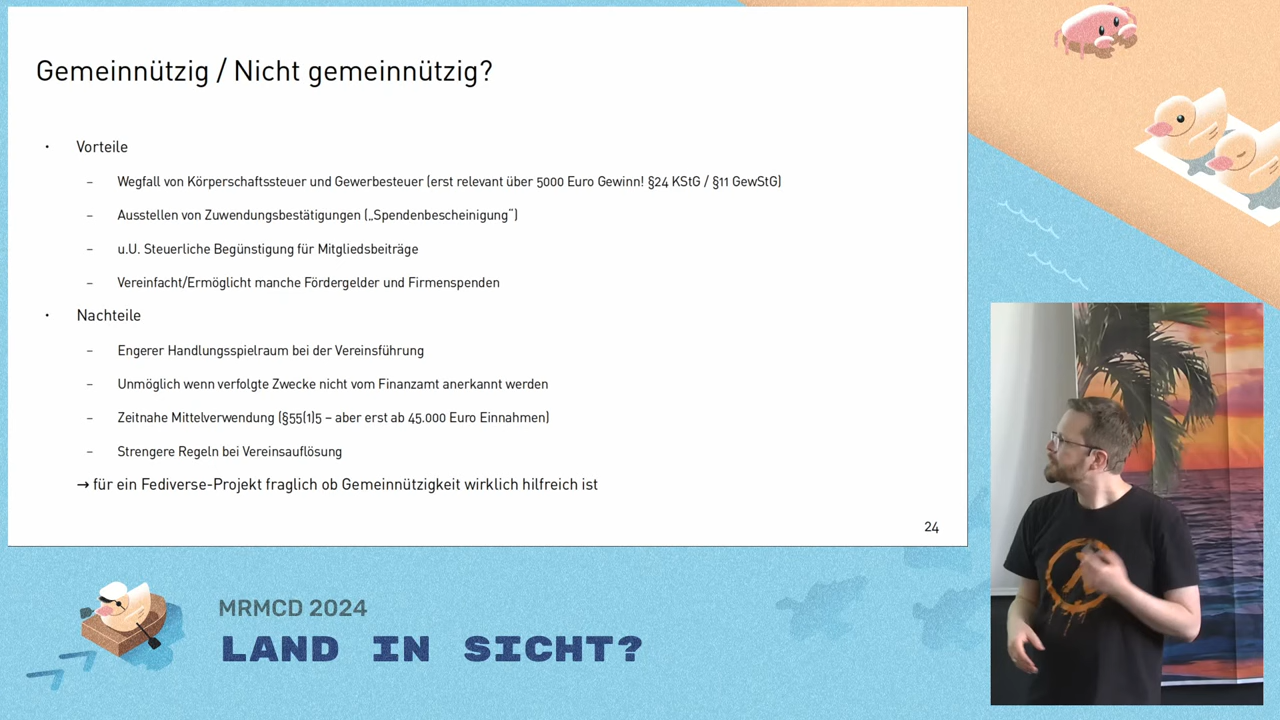 Gemeinnützig / Nicht gemeinnützig?
• Vorteile
– Wegfall von Körperschaftssteuer und Gewerbesteuer (erst relevant über 5000 Euro Gewinn! §24 KStG / §11 GewStG)
– Ausstellen von Zuwendungsbestätigungen („Spendenbescheinigung“)
– u.U. Steuerliche Begünstigung für Mitgliedsbeiträge
– Vereinfacht/Ermöglicht manche Fördergelder und Firmenspenden
• Nachteile
– Engerer Handlungsspielraum bei der Vereinsführung
– Unmöglich wenn verfolgte Zwecke nicht vom Finanzamt anerkannt werden
– Zeitnahe Mittelverwendung (§55(1)5 – aber erst ab 45.000 Euro Einnahmen)
– Strengere Regeln bei Vereinsauflösung
→ für ein Fediverse-Projekt fraglich ob Gemeinnützigkeit wirklich hilfreich ist
24
MRMCD 2024
LAND IN SICHT?